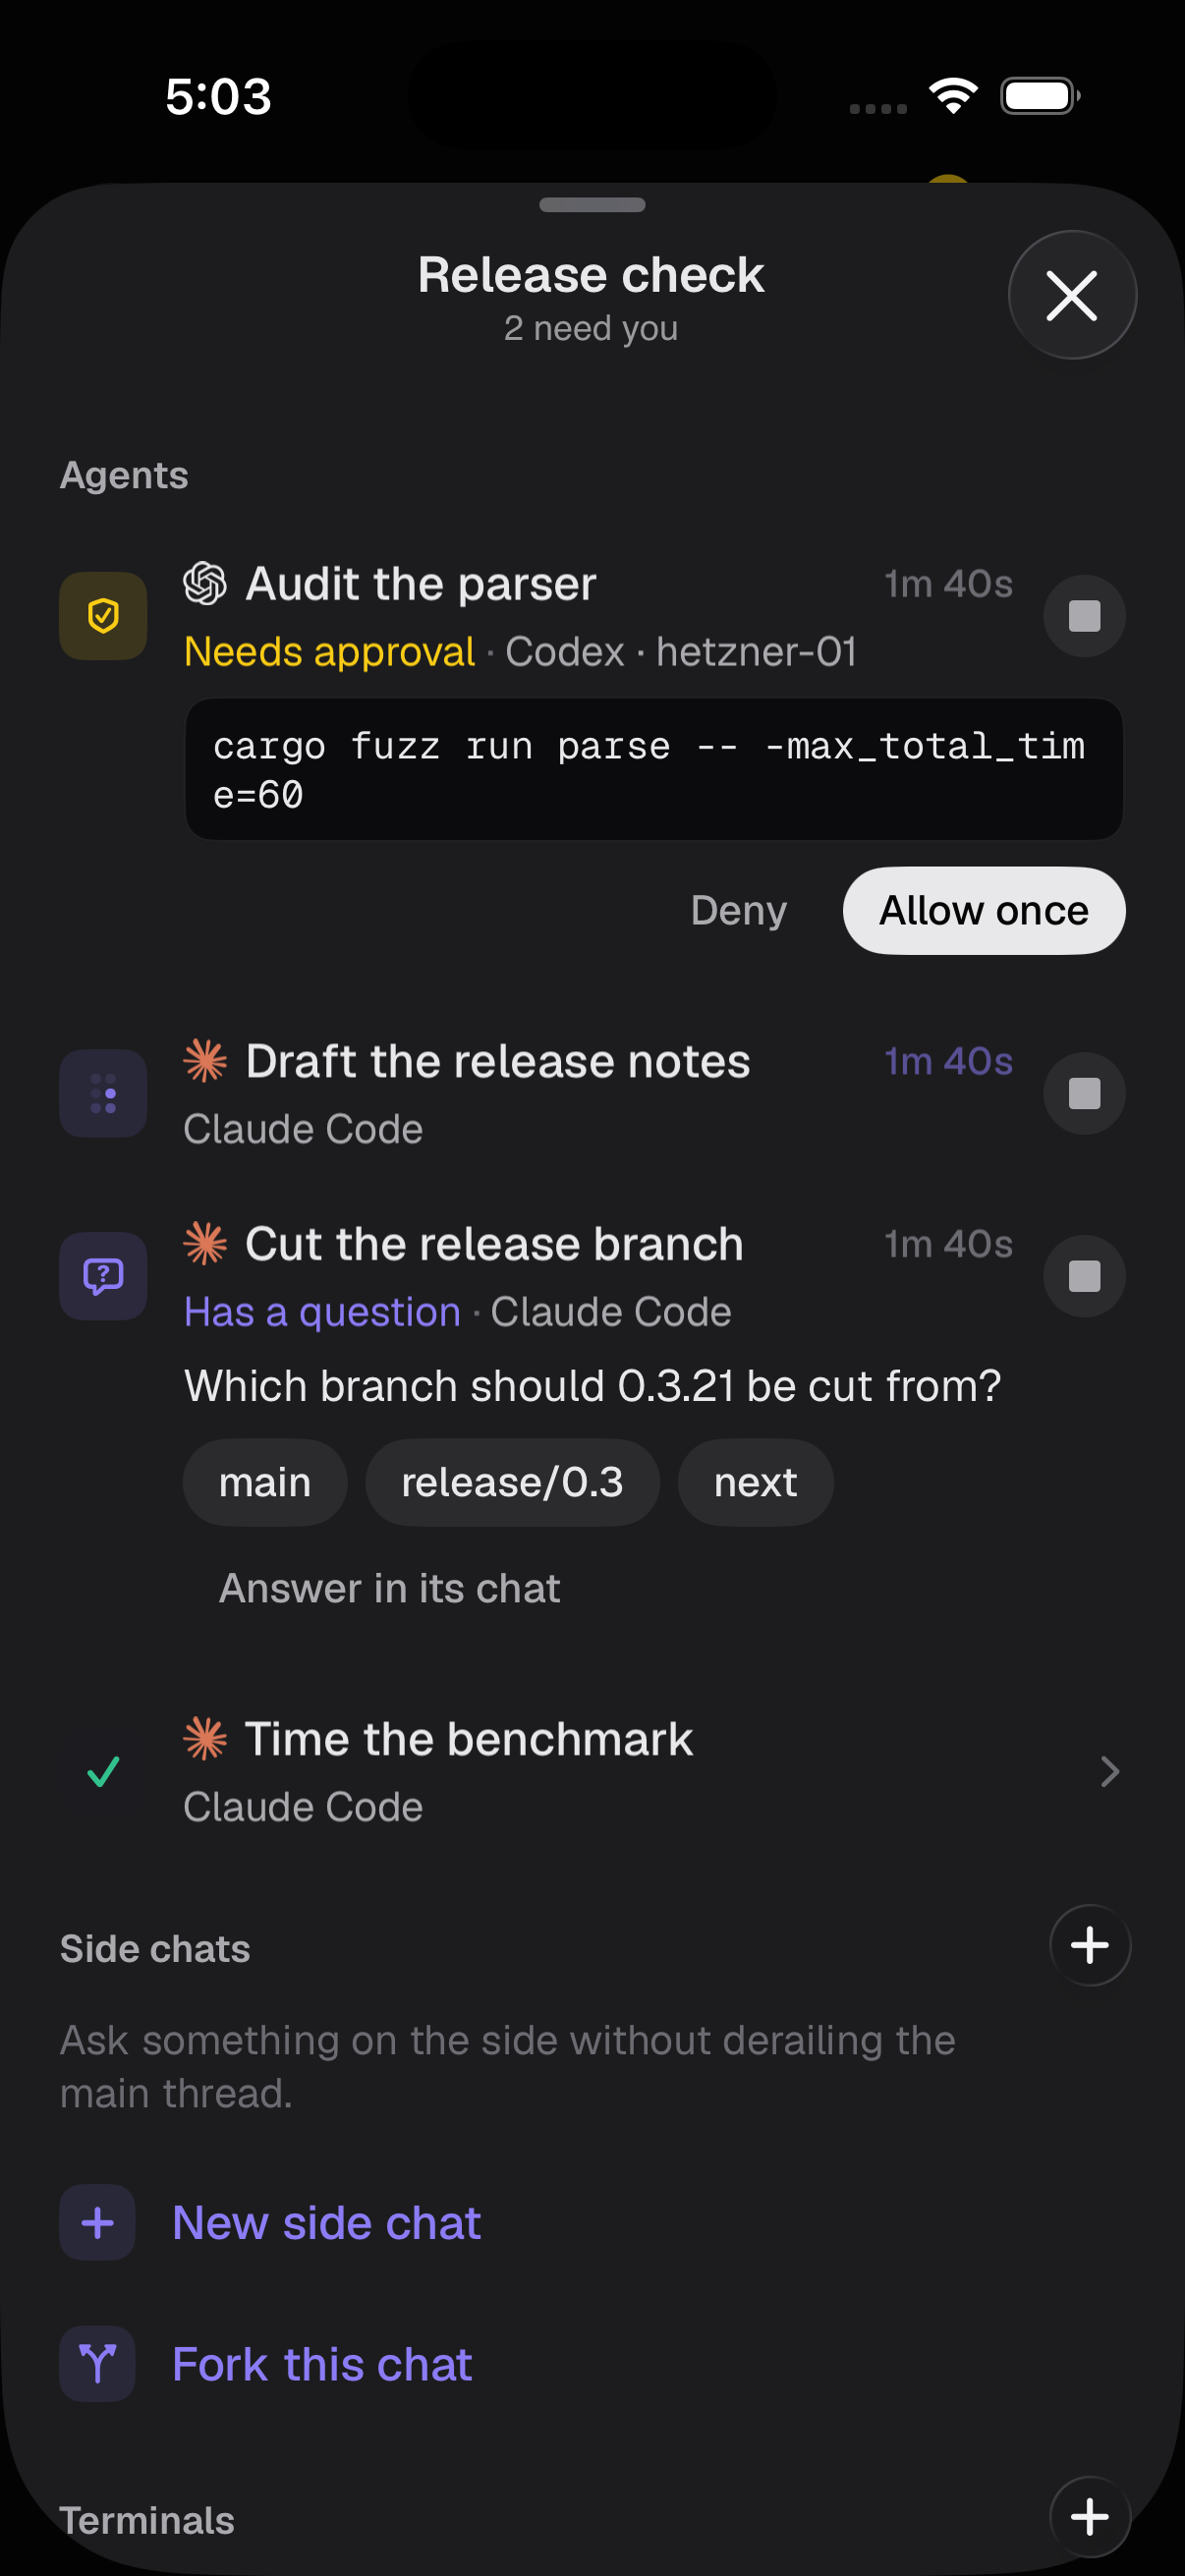 5:03
Release check
2 need you
Agents
Audit the parser 1m 40s
Needs approval · Codex · hetzner-01
cargo fuzz run parse -- -max_total_tim
e=60
Deny Allow once
Draft the release notes 1m 40s
Claude Code
Cut the release branch 1m 40s
Has a question · Claude Code
Which branch should 0.3.21 be cut from?
main release/0.3 next
Answer in its chat
Time the benchmark
Claude Code
Side chats
Ask something on the side without derailing the
main thread.
New side chat
Fork this chat
Terminals